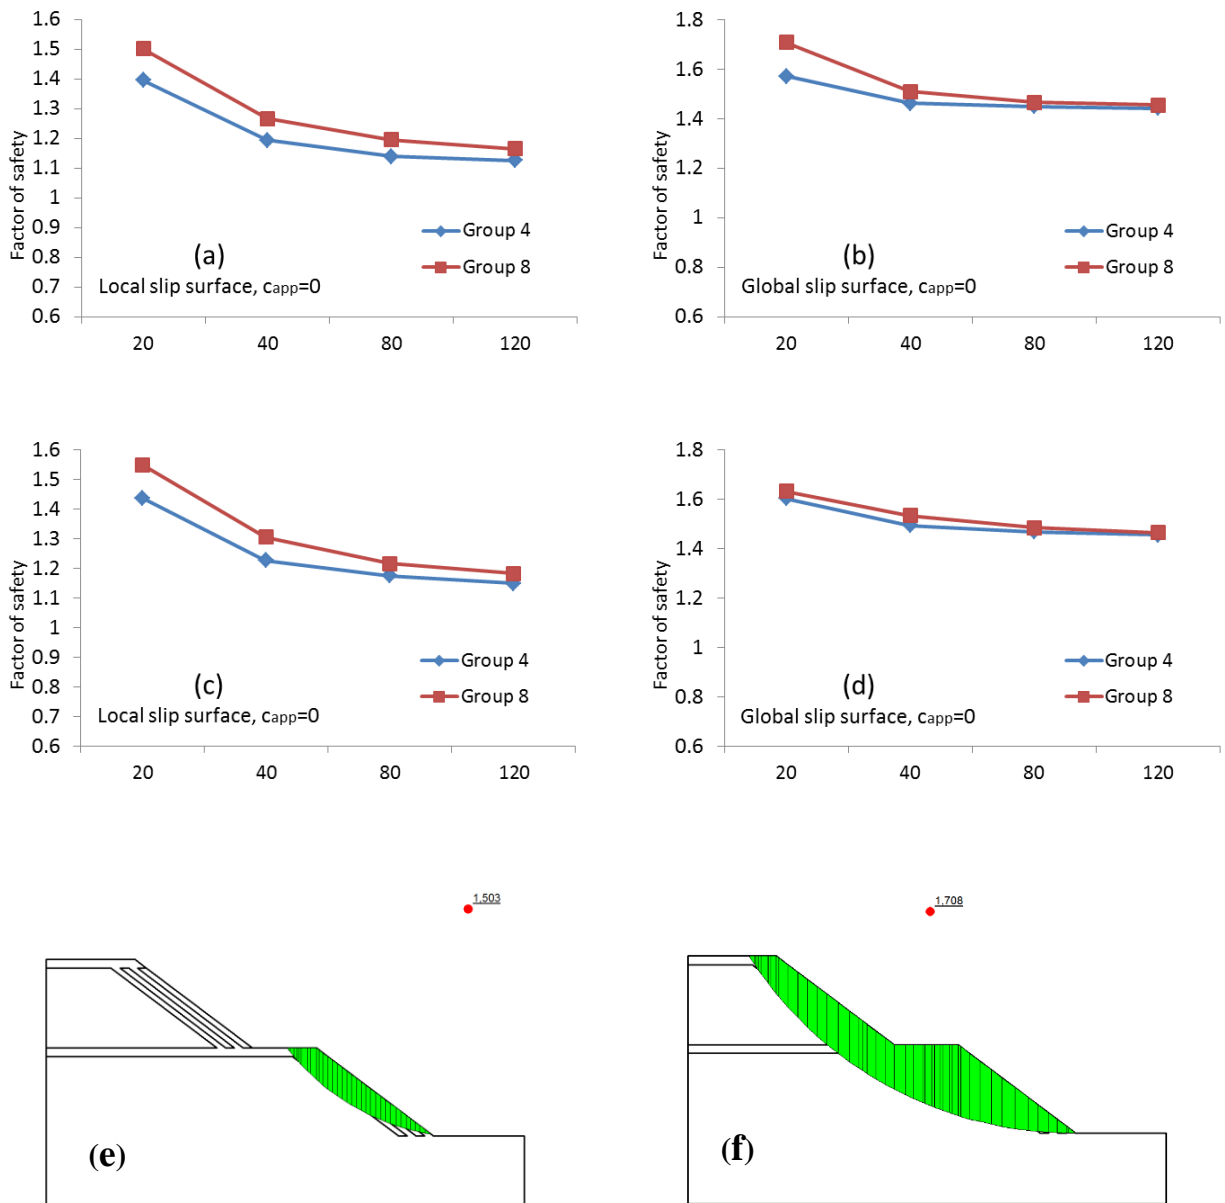 1.6
1.5
1.4
1.3
1.2
1.1
1
0.9
0.8
0.7
0.6
Factor of safety
(a)
Local slip surface, capp=0
Group 4
Group 8
20 40 80 120
1.8
1.6
1.4
1.2
1
0.8
0.6
Factor of safety
(b)
Global slip surface, capp=0
Group 4
Group 8
20 40 80 120
1.6
1.5
1.4
1.3
1.2
1.1
1
0.9
0.8
0.7
0.6
Factor of safety
(c)
Local slip surface, capp=0
Group 4
Group 8
20 40 80 120
1.8
1.6
1.4
1.2
1
0.8
0.6
Factor of safety
(d)
Global slip surface, capp=0
Group 4
Group 8
20 40 80 120
1,503
(e)
1,708
(f)